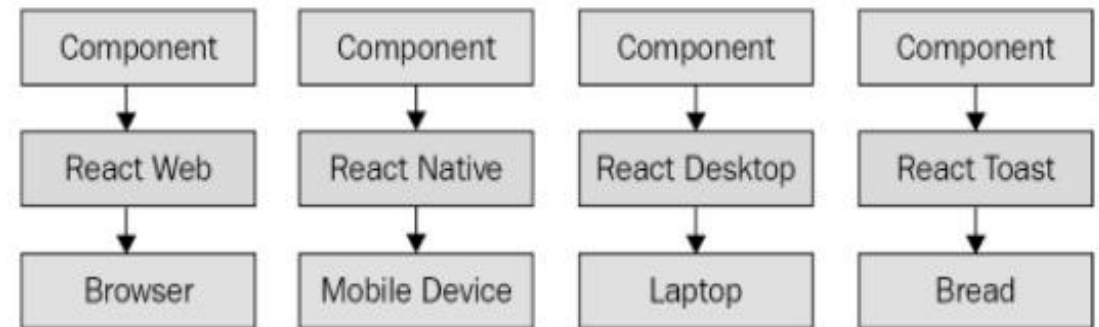 Component Component Component Component
React Web React Native React Desktop React Toast
Browser Mobile Device Laptop Bread